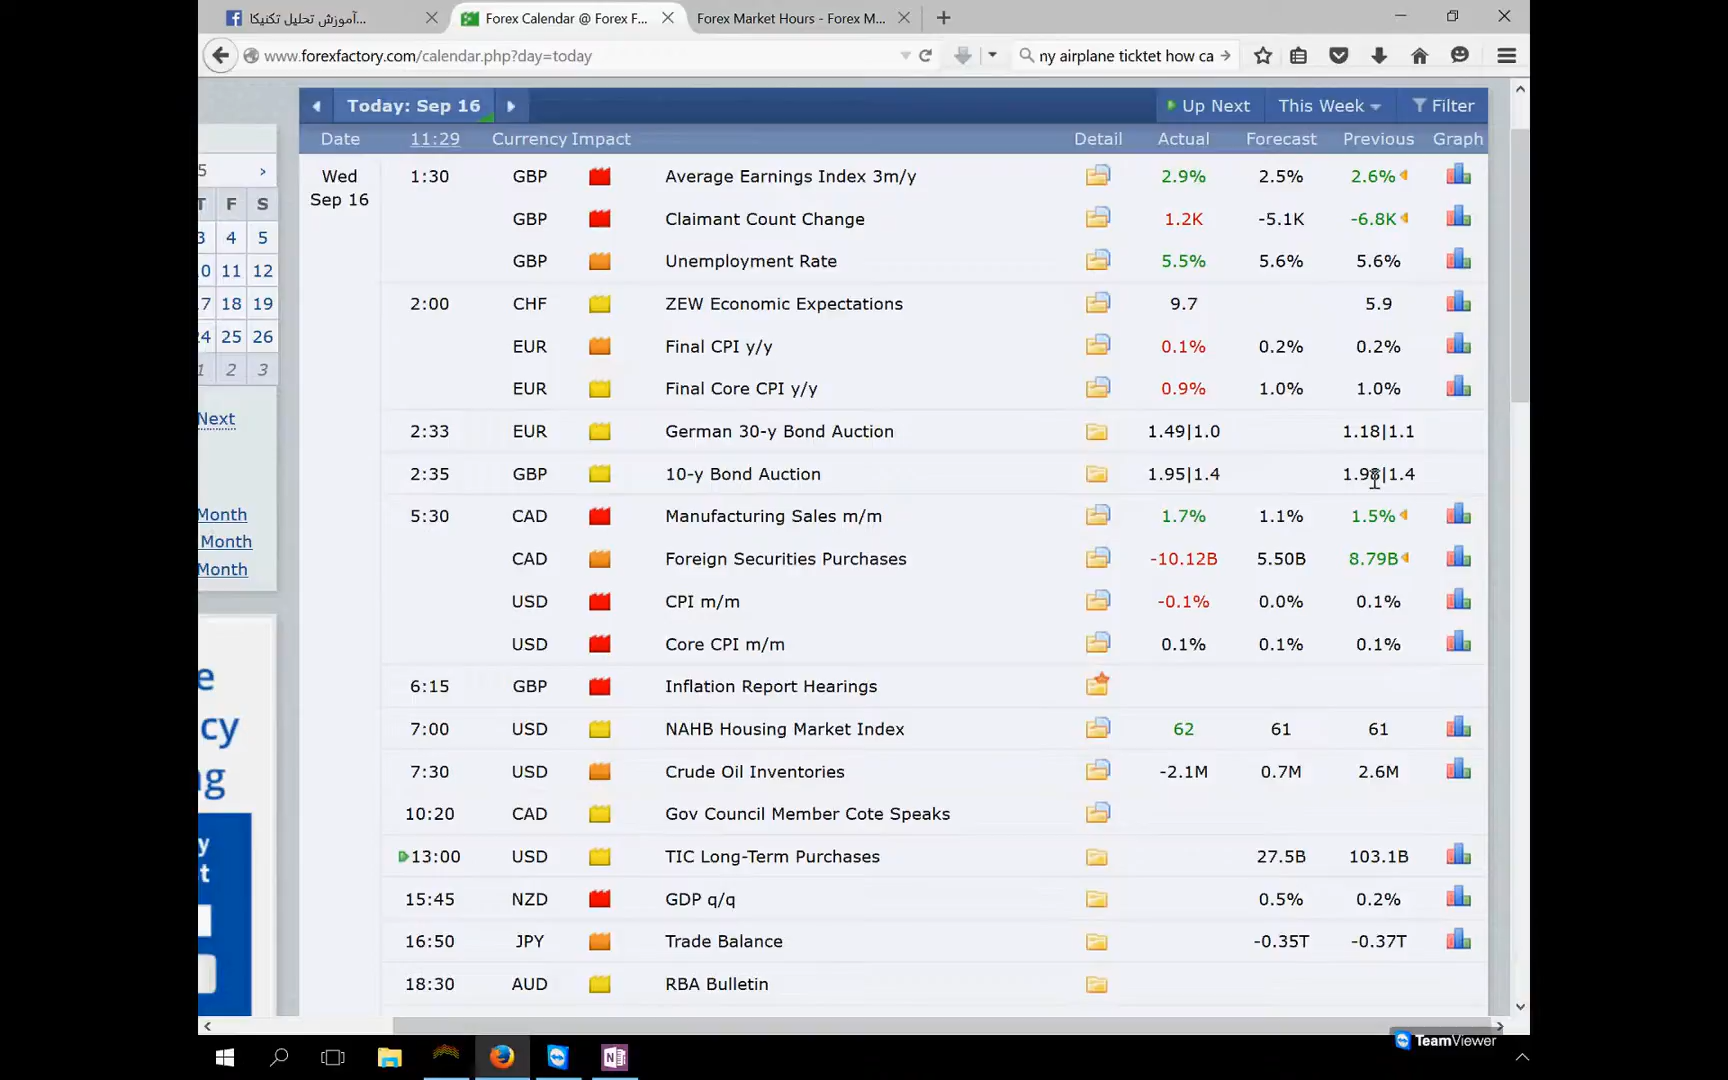 آموزش تحلیل تکنیکا...
Forex Calendar @ Forex F...
Forex Market Hours - Forex M...
www.forexfactory.com/calendar.php?day=today
ny airplane ticktet how ca
Today: Sep 16
Up Next This Week Filter
Date 11:29 Currency Impact Detail Actual Forecast Previous Graph
Wed Sep 16
1:30 GBP Average Earnings Index 3m/y 2.9% 2.5% 2.6%
GBP Claimant Count Change 1.2K -5.1K -6.8K
GBP Unemployment Rate 5.5% 5.6% 5.6%
2:00 CHF ZEW Economic Expectations 9.7 5.9
EUR Final CPI y/y 0.1% 0.2% 0.2%
EUR Final Core CPI y/y 0.9% 1.0% 1.0%
2:33 EUR German 30-y Bond Auction 1.49|1.0 1.18|1.1
2:35 GBP 10-y Bond Auction 1.95|1.4
5:30 CAD Manufacturing Sales m/m 1.7% 1.1% 1.5%
CAD Foreign Securities Purchases -10.12B 5.50B 8.79B
USD CPI m/m -0.1% 0.0% 0.1%
USD Core CPI m/m 0.1% 0.1% 0.1%
6:15 GBP Inflation Report Hearings
7:00 USD NAHB Housing Market Index 62 61 61
7:30 USD Crude Oil Inventories -2.1M 0.7M 2.6M
10:20 CAD Gov Council Member Cote Speaks
13:00 USD TIC Long-Term Purchases 27.5B 103.1B
15:45 NZD GDP q/q 0.5% 0.2%
16:50 JPY Trade Balance -0.35T -0.37T
18:30 AUD RBA Bulletin
5 ›
T F S
3 4 5
10 11 12
17 18 19
24 25 26
1 2 3
Next
Month
Month
Month
e
cy
ng
y
t
TeamViewer